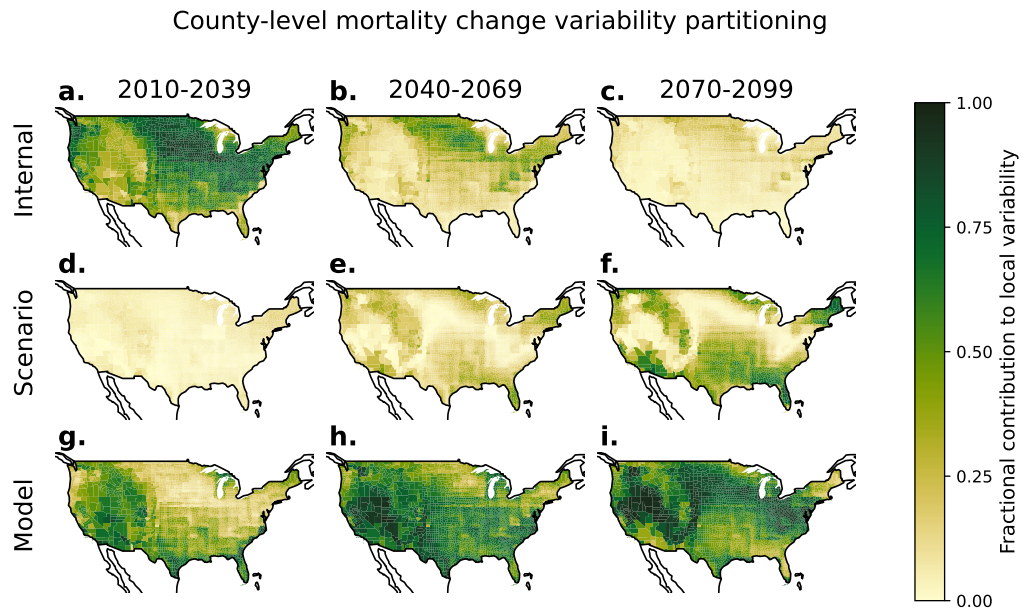 County-level mortality change variability partitioning
a. 2010-2039
b. 2040-2069
c. 2070-2099
Internal
d.
e.
f.
Scenario
g.
h.
i.
Model
1.00
0.75
0.50
0.25
0.00
Fractional contribution to local variability